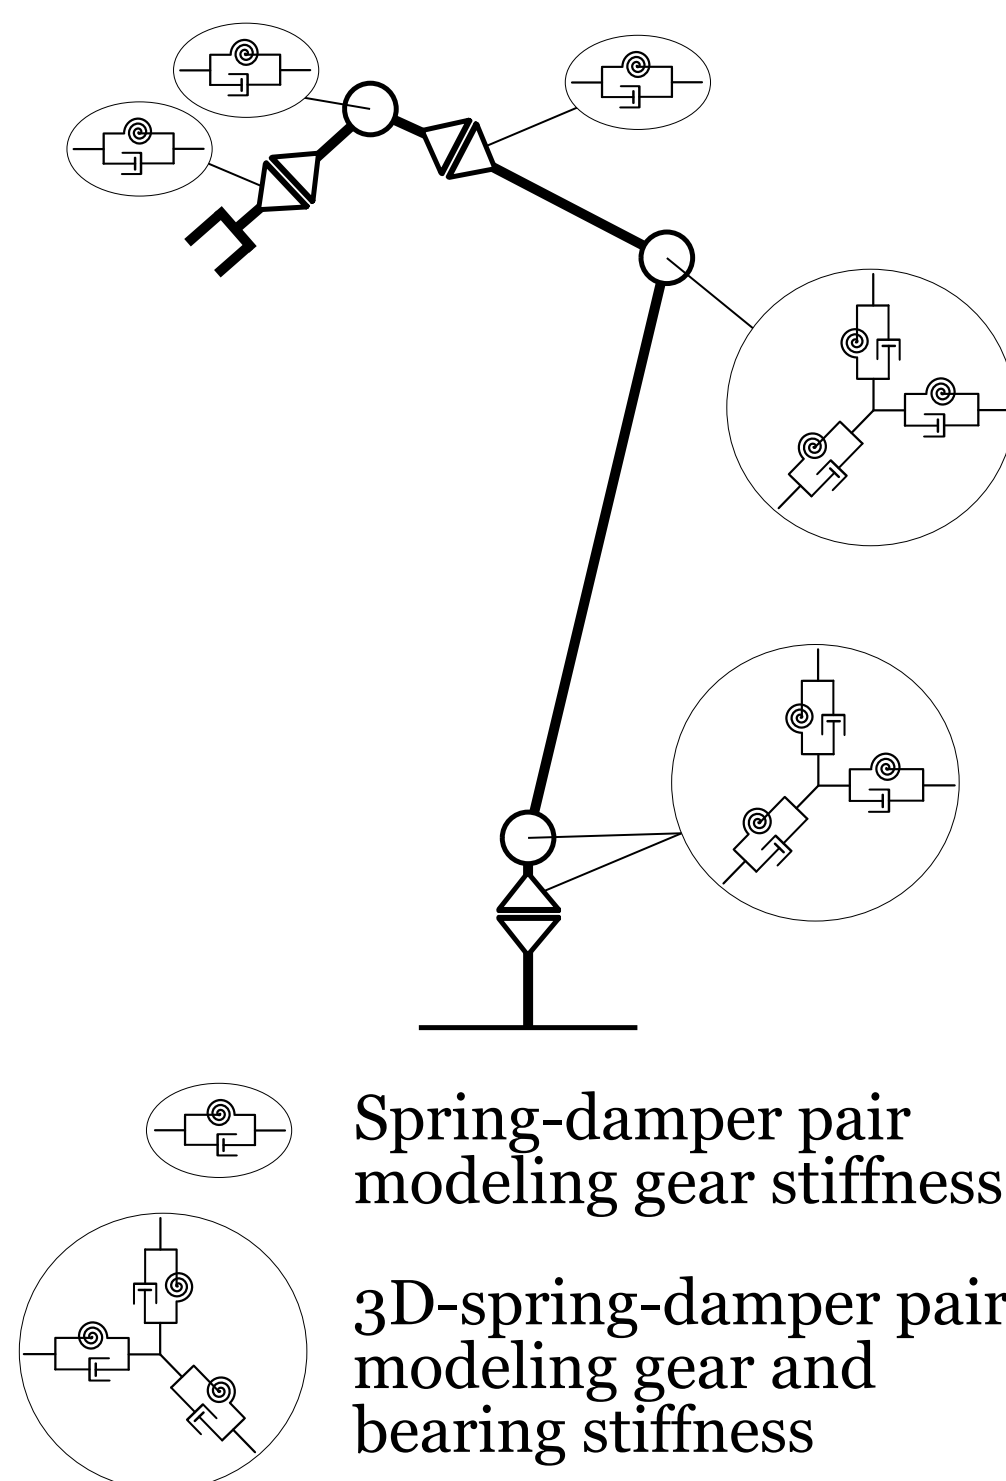 Spring-damper pair
modeling gear stiffness
3D-spring-damper pair
modeling gear and
bearing stiffness